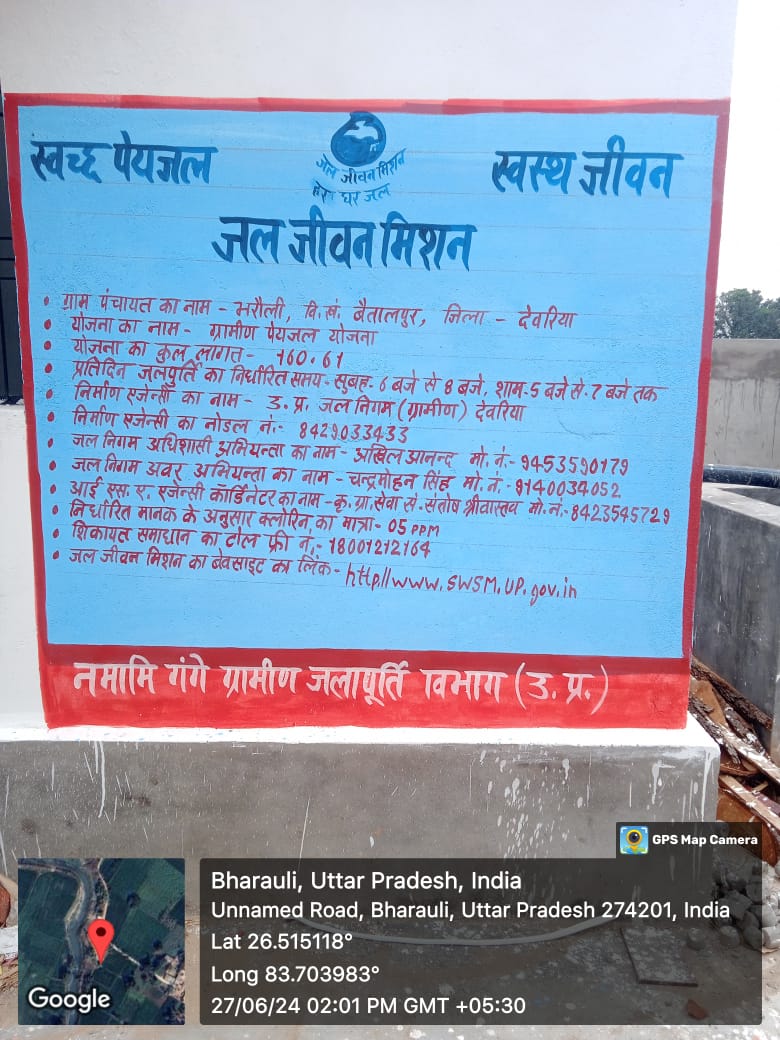 स्वच्छ पेयजल
जल जीवन मिशन
हर घर जल
स्वस्थ जीवन
जल जीवन मिशन
• ग्राम पंचायत का नाम - भरौली, वि.खं. बैतालपुर, जिला - देवरिया
• योजना का नाम - ग्रामीण पेयजल योजना
• योजना का कुल लागत - 160.61
• प्रतिदिन जलपुर्ति का निर्धारित समय - सुबह - 6 बजे से 8 बजे, शाम - 5 बजे से - 7 बजे तक
• निर्माण एजेन्सी का नाम - उ. प्र. जल निगम (ग्रामीण) देवरिया
• निर्माण एजेन्सी का नोडल नं.- 8429033433
• जल निगम अधिशासी अभियन्ता का नाम - अखिल आनन्द मो. नं.- 9453590179
• जल निगम अवर अभियन्ता का नाम - चन्द्रमोहन सिंह मो. नं.- 9140034052
• आई एस. ए. एजेन्सी कॉर्डिनेटर का नाम - कृ. ग्रा. सेवा से. संतोष श्रीवास्तव मो. नं.- 8423545729
• निर्धारित मानक के अनुसार क्लोरिन का मात्रा - 05 PPM
• शिकायत समाधान का टोल फ्री नं.- 18001212164
• जल जीवन मिशन का बेवसाइट का लिंक - http//www.SWSM.UP.gov.in
नमामि गंगे ग्रामीण जलापूर्ति विभाग (उ. प्र.)
GPS Map Camera
Bharauli, Uttar Pradesh, India
Unnamed Road, Bharauli, Uttar Pradesh 274201, India
Lat 26.515118°
Long 83.703983°
27/06/24 02:01 PM GMT +05:30
Google